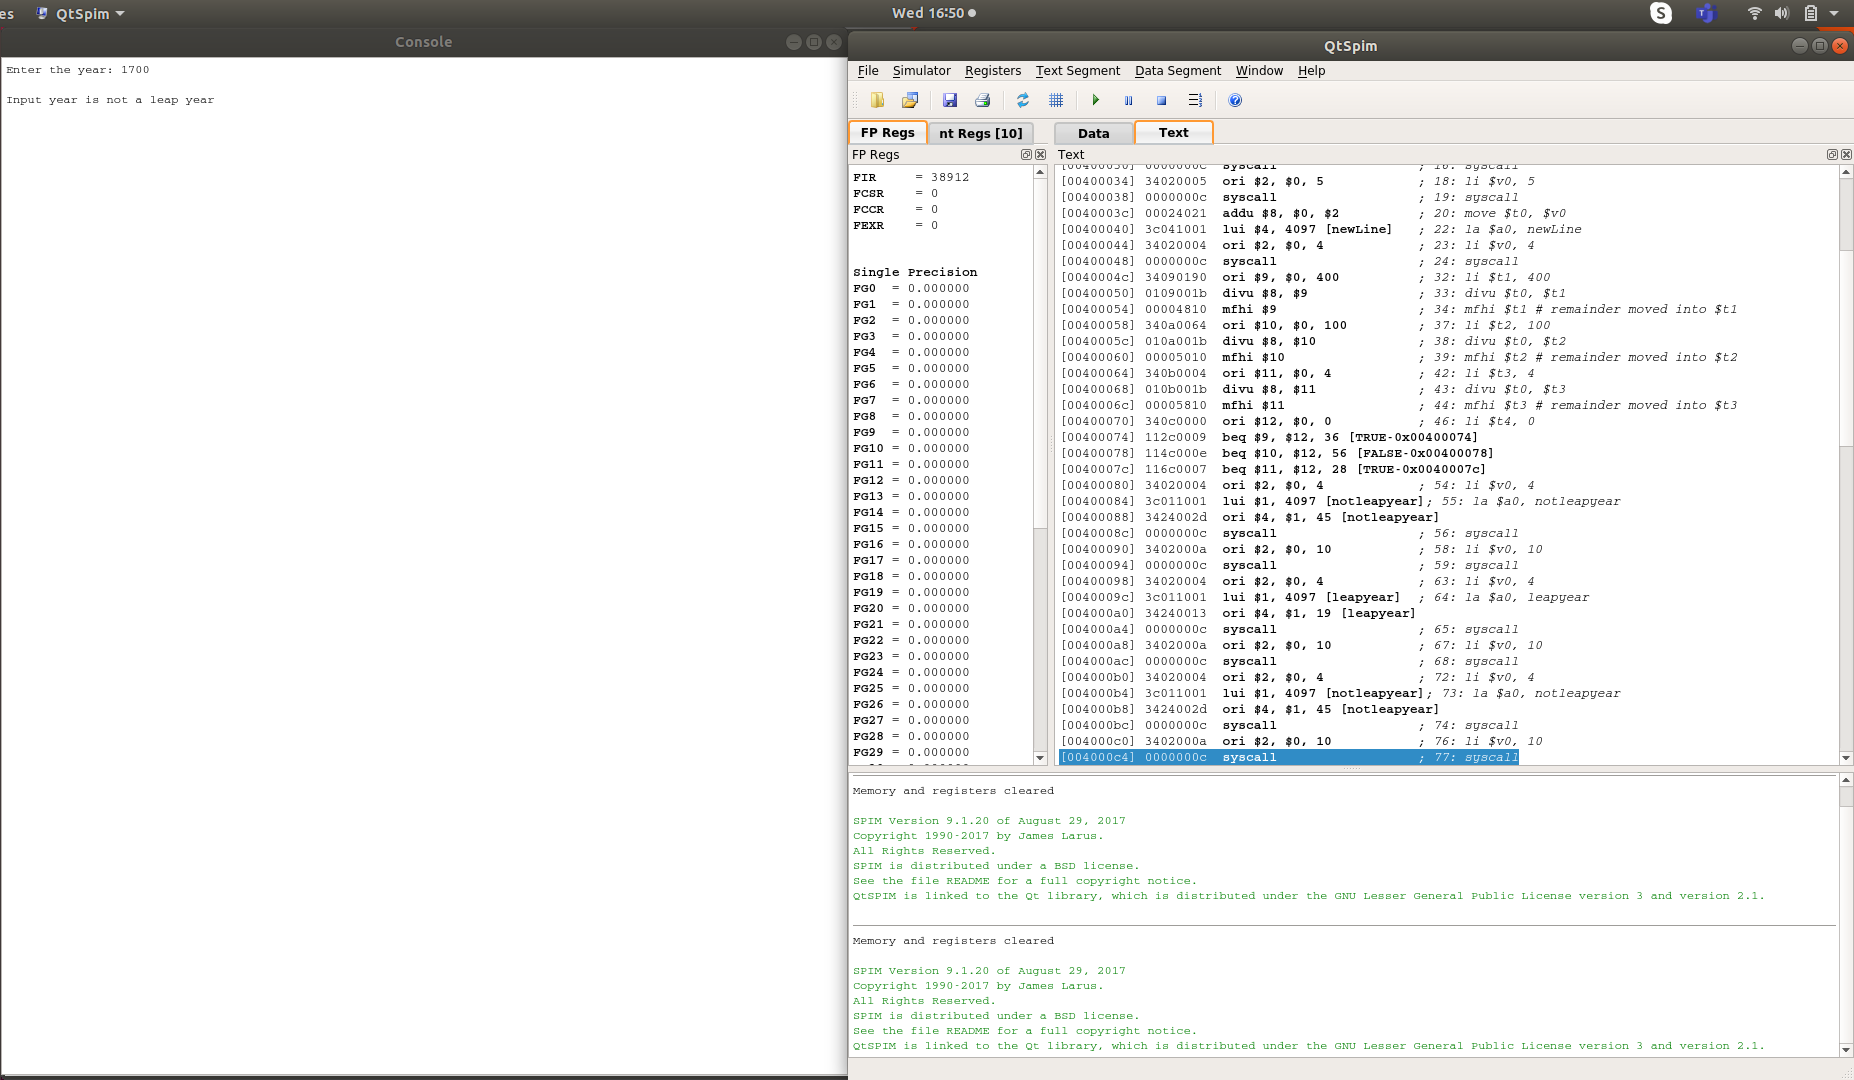 es QtSpim Wed 16:50
Console
Enter the year: 1700
Input year is not a leap year
QtSpim
File Simulator Registers Text Segment Data Segment Window Help
FP Regs nt Regs [10] Data Text
FP Regs
FIR = 38912
FCSR = 0
FCCR = 0
FEXR = 0
Single Precision
FG0 = 0.000000
FG1 = 0.000000
FG2 = 0.000000
FG3 = 0.000000
FG4 = 0.000000
FG5 = 0.000000
FG6 = 0.000000
FG7 = 0.000000
FG8 = 0.000000
FG9 = 0.000000
FG10 = 0.000000
FG11 = 0.000000
FG12 = 0.000000
FG13 = 0.000000
FG14 = 0.000000
FG15 = 0.000000
FG16 = 0.000000
FG17 = 0.000000
FG18 = 0.000000
FG19 = 0.000000
FG20 = 0.000000
FG21 = 0.000000
FG22 = 0.000000
FG23 = 0.000000
FG24 = 0.000000
FG25 = 0.000000
FG26 = 0.000000
FG27 = 0.000000
FG28 = 0.000000
FG29 = 0.000000
Text
[00400030] 0000000c syscall ; 16: syscall
[00400034] 34020005 ori $2, $0, 5 ; 18: li $v0, 5
[00400038] 0000000c syscall ; 19: syscall
[0040003c] 00024021 addu $8, $0, $2 ; 20: move $t0, $v0
[00400040] 3c041001 lui $4, 4097 [newLine] ; 22: la $a0, newLine
[00400044] 34020004 ori $2, $0, 4 ; 23: li $v0, 4
[00400048] 0000000c syscall ; 24: syscall
[0040004c] 34090190 ori $9, $0, 400 ; 32: li $t1, 400
[00400050] 0109001b divu $8, $9 ; 33: divu $t0, $t1
[00400054] 00004810 mfhi $9 ; 34: mfhi $t1 # remainder moved into $t1
[00400058] 340a0064 ori $10, $0, 100 ; 37: li $t2, 100
[0040005c] 010a001b divu $8, $10 ; 38: divu $t0, $t2
[00400060] 00005010 mfhi $10 ; 39: mfhi $t2 # remainder moved into $t2
[00400064] 340b0004 ori $11, $0, 4 ; 42: li $t3, 4
[00400068] 010b001b divu $8, $11 ; 43: divu $t0, $t3
[0040006c] 00005810 mfhi $11 ; 44: mfhi $t3 # remainder moved into $t3
[00400070] 340c0000 ori $12, $0, 0 ; 46: li $t4, 0
[00400074] 112c0009 beq $9, $12, 36 [TRUE-0x00400074]
[00400078] 114c000e beq $10, $12, 56 [FALSE-0x00400078]
[0040007c] 116c0007 beq $11, $12, 28 [TRUE-0x0040007c]
[00400080] 34020004 ori $2, $0, 4 ; 54: li $v0, 4
[00400084] 3c011001 lui $1, 4097 [notleapyear]; 55: la $a0, notleapyear
[00400088] 3424002d ori $4, $1, 45 [notleapyear]
[0040008c] 0000000c syscall ; 56: syscall
[00400090] 3402000a ori $2, $0, 10 ; 58: li $v0, 10
[00400094] 0000000c syscall ; 59: syscall
[00400098] 34020004 ori $2, $0, 4 ; 63: li $v0, 4
[0040009c] 3c011001 lui $1, 4097 [leapyear] ; 64: la $a0, leapyear
[004000a0] 34240013 ori $4, $1, 19 [leapyear]
[004000a4] 0000000c syscall ; 65: syscall
[004000a8] 3402000a ori $2, $0, 10 ; 67: li $v0, 10
[004000ac] 0000000c syscall ; 68: syscall
[004000b0] 34020004 ori $2, $0, 4 ; 72: li $v0, 4
[004000b4] 3c011001 lui $1, 4097 [notleapyear]; 73: la $a0, notleapyear
[004000b8] 3424002d ori $4, $1, 45 [notleapyear]
[004000bc] 0000000c syscall ; 74: syscall
[004000c0] 3402000a ori $2, $0, 10 ; 76: li $v0, 10
[004000c4] 0000000c syscall ; 77: syscall
Memory and registers cleared
SPIM Version 9.1.20 of August 29, 2017
Copyright 1990-2017 by James Larus.
All Rights Reserved.
SPIM is distributed under a BSD license.
See the file README for a full copyright notice.
QtSPIM is linked to the Qt library, which is distributed under the GNU Lesser General Public License version 3 and version 2.1.
Memory and registers cleared
SPIM Version 9.1.20 of August 29, 2017
Copyright 1990-2017 by James Larus.
All Rights Reserved.
SPIM is distributed under a BSD license.
See the file README for a full copyright notice.
QtSPIM is linked to the Qt library, which is distributed under the GNU Lesser General Public License version 3 and version 2.1.